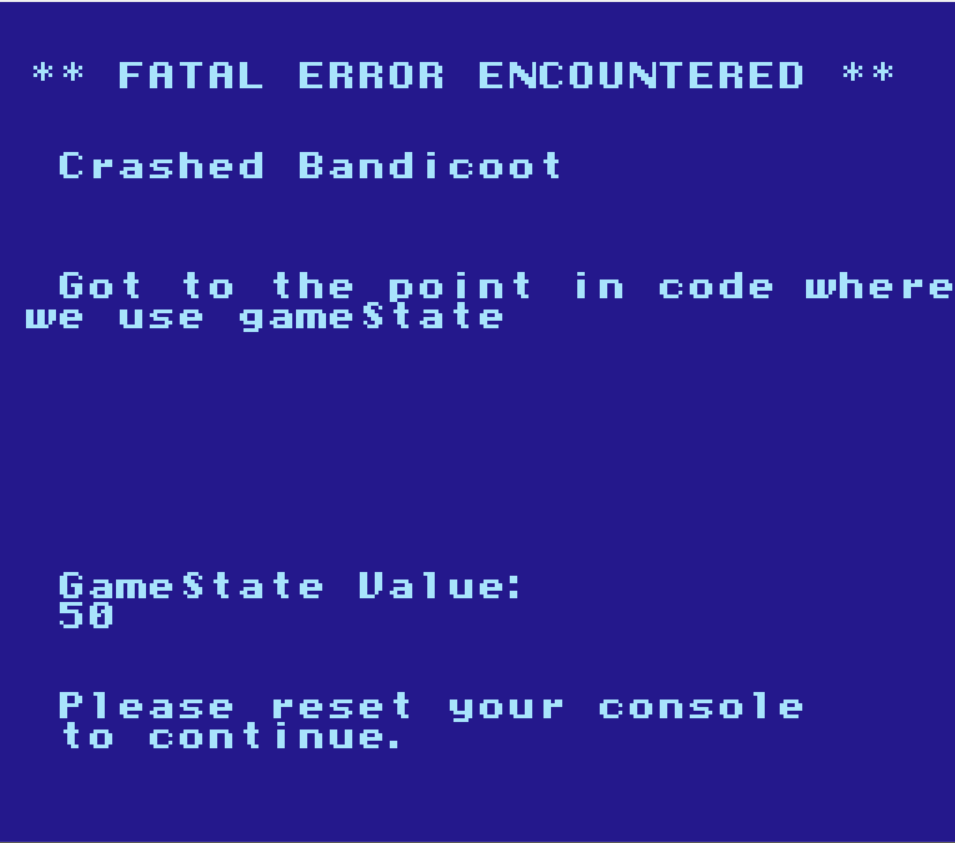 ** FATAL ERROR ENCOUNTERED **
Crashed Bandicoot
Got to the point in code where
we use gameState
GameState Value:
50
Please reset your console
to continue.